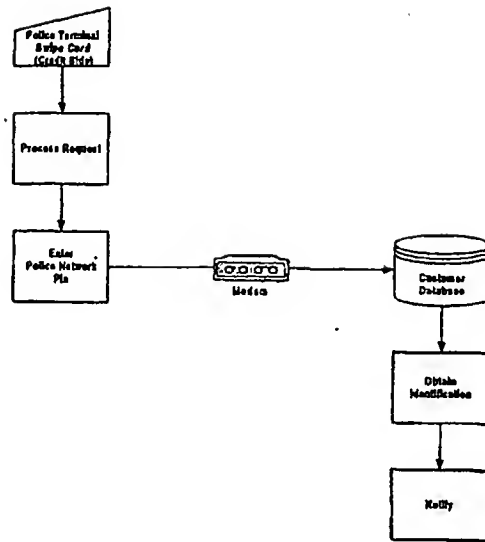 Police Terminal
Swipe Card
(Credit Side)
Process Request
Enter
Police Network
Pin
Modem
Customer
Database
Obtain
Identification
Notify